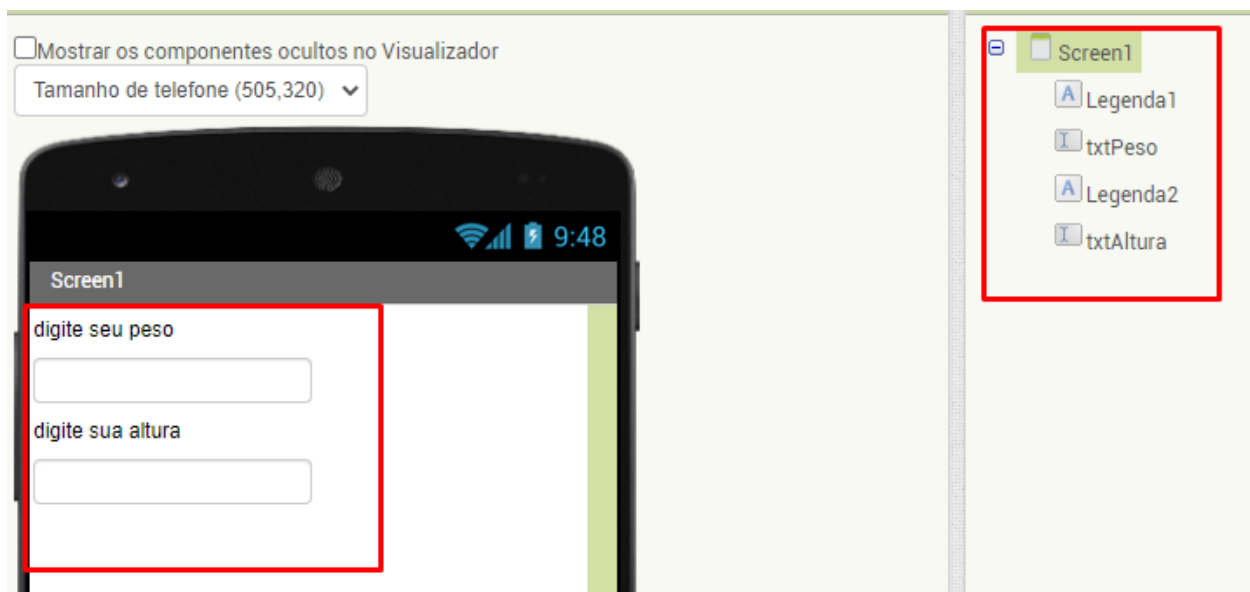 Mostrar os componentes ocultos no Visualizador
Tamanho de telefone (505,320)
9:48
Screen1
digite seu peso
digite sua altura
Screen1
A Legenda1
I txtPeso
A Legenda2
I txtAltura